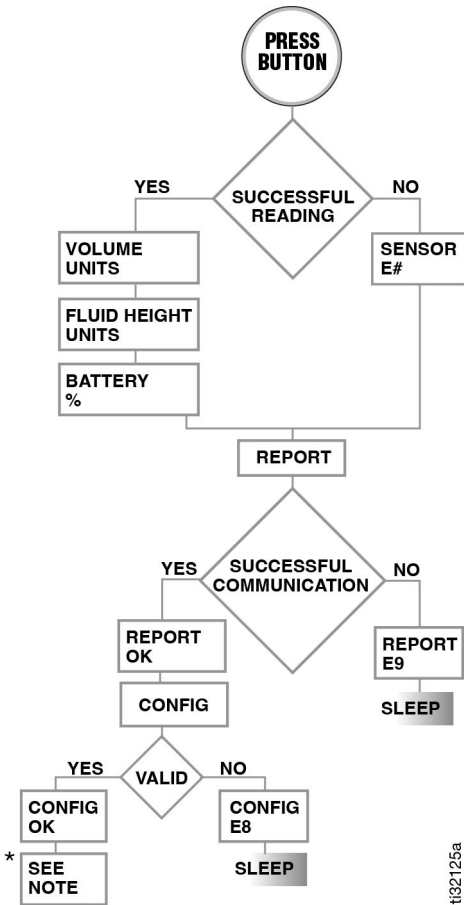 PRESS
BUTTON
SUCCESSFUL
READING
YES
NO
VOLUME
UNITS
SENSOR
E#
FLUID HEIGHT
UNITS
BATTERY
%
REPORT
SUCCESSFUL
COMMUNICATION
YES
NO
REPORT
OK
REPORT
E9
CONFIG
SLEEP
VALID
YES
NO
CONFIG
OK
CONFIG
E8
* SEE
NOTE
SLEEP
ti32125a